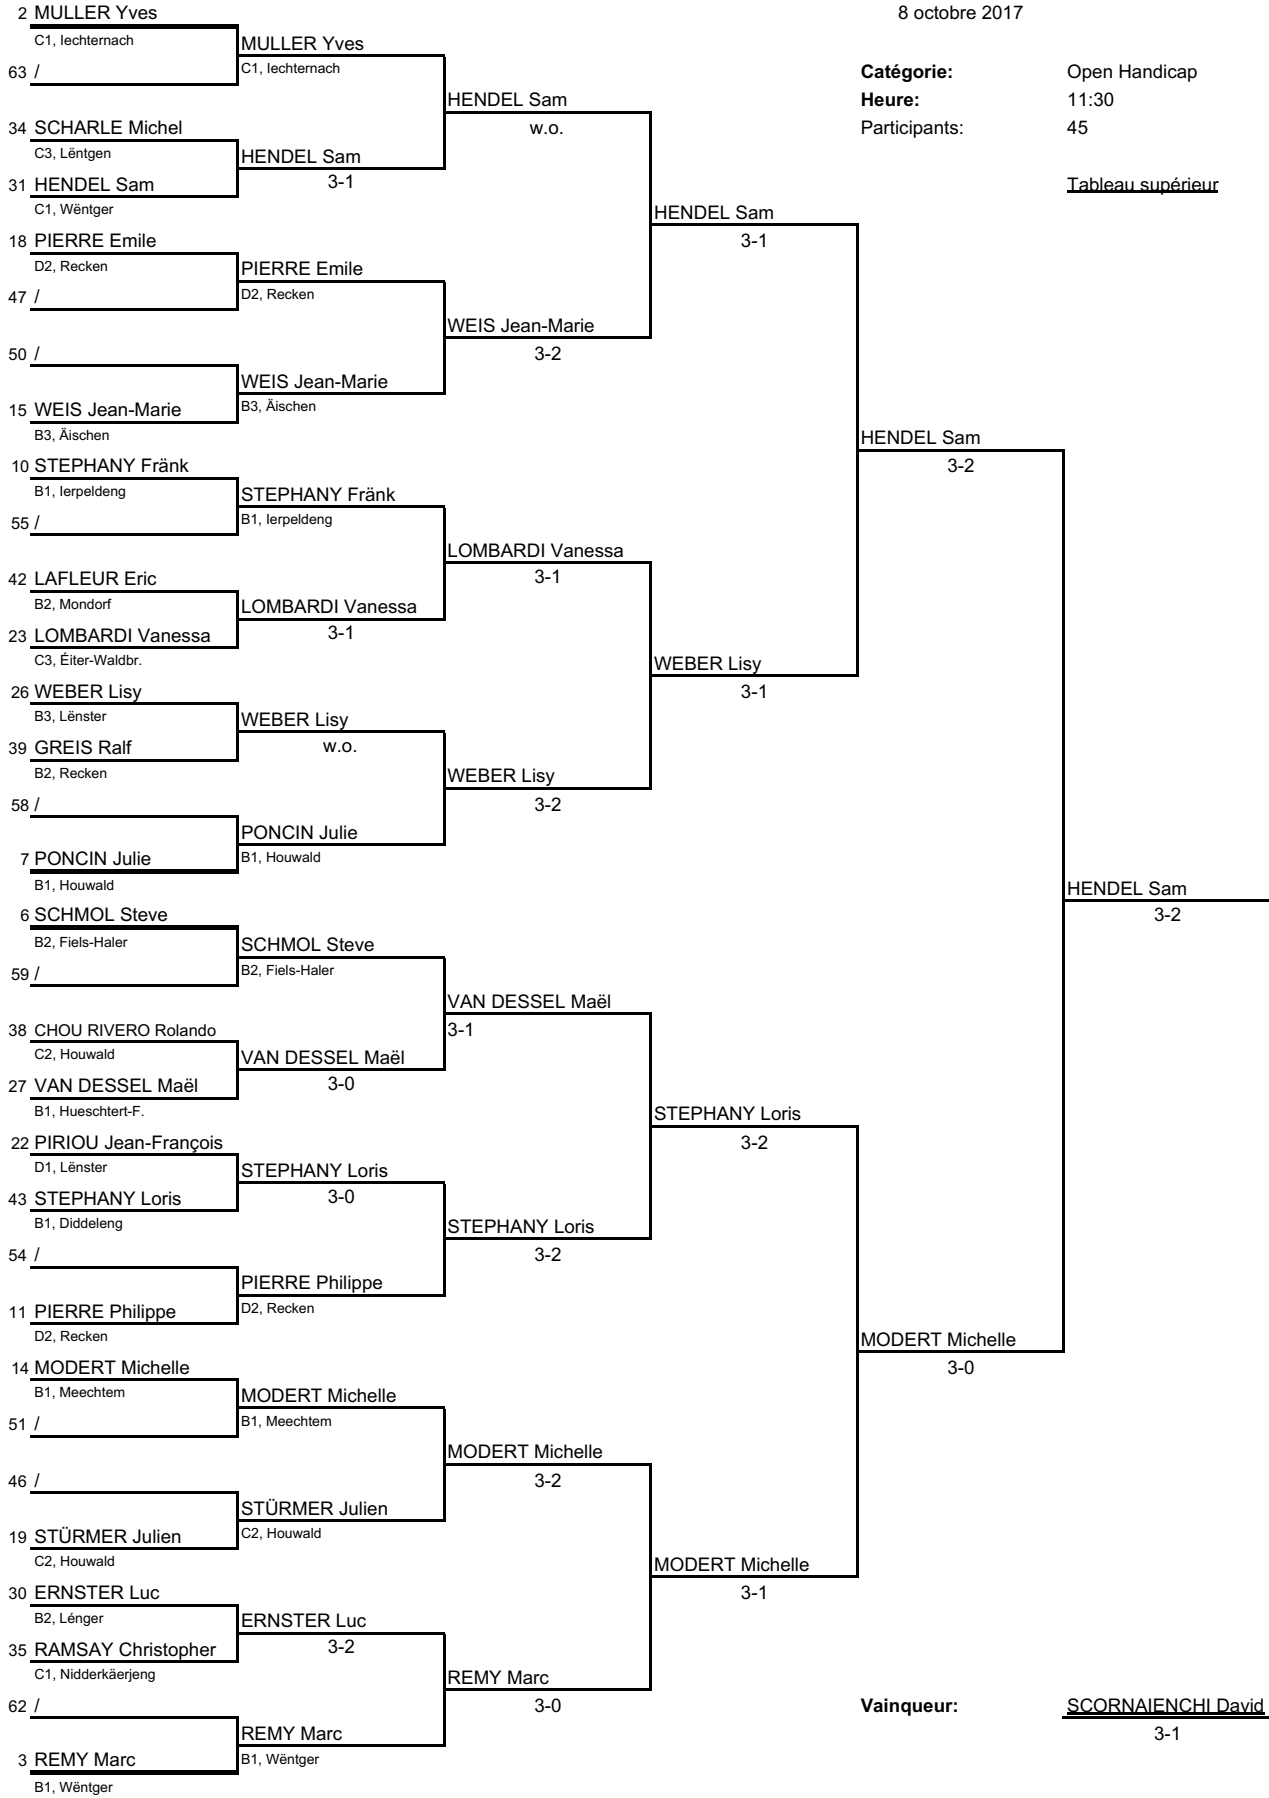 8 octobre 2017
Catégorie: Open Handicap
Heure: 11:30
Participants: 45
Tableau supérieur
2 MULLER Yves
C1, Iechternach
63 /
34 SCHARLE Michel
C3, Lëntgen
31 HENDEL Sam
C1, Wëntger
18 PIERRE Emile
D2, Recken
47 /
50 /
15 WEIS Jean-Marie
B3, Äischen
10 STEPHANY Fränk
B1, Ierpeldeng
55 /
42 LAFLEUR Eric
B2, Mondorf
23 LOMBARDI Vanessa
C3, Éiter-Waldbr.
26 WEBER Lisy
B3, Lënster
39 GREIS Ralf
B2, Recken
58 /
7 PONCIN Julie
B1, Houwald
6 SCHMOL Steve
B2, Fiels-Haler
59 /
38 CHOU RIVERO Rolando
C2, Houwald
27 VAN DESSEL Maël
B1, Hueschtert-F.
22 PIRIOU Jean-François
D1, Lënster
43 STEPHANY Loris
B1, Diddeleng
54 /
11 PIERRE Philippe
D2, Recken
14 MODERT Michelle
B1, Meechtem
51 /
46 /
19 STÜRMER Julien
C2, Houwald
30 ERNSTER Luc
B2, Lénger
35 RAMSAY Christopher
C1, Nidderkäerjeng
62 /
3 REMY Marc
B1, Wëntger
MULLER Yves
C1, Iechternach
HENDEL Sam
3-1
PIERRE Emile
D2, Recken
WEIS Jean-Marie
B3, Äischen
STEPHANY Fränk
B1, Ierpeldeng
LOMBARDI Vanessa
3-1
WEBER Lisy
w.o.
PONCIN Julie
B1, Houwald
SCHMOL Steve
B2, Fiels-Haler
VAN DESSEL Maël
3-0
STEPHANY Loris
3-0
PIERRE Philippe
D2, Recken
MODERT Michelle
B1, Meechtem
STÜRMER Julien
C2, Houwald
ERNSTER Luc
3-2
REMY Marc
B1, Wëntger
HENDEL Sam
w.o.
WEIS Jean-Marie
3-2
LOMBARDI Vanessa
3-1
WEBER Lisy
3-2
VAN DESSEL Maël
3-1
STEPHANY Loris
3-2
MODERT Michelle
3-2
REMY Marc
3-0
HENDEL Sam
3-1
WEBER Lisy
3-1
STEPHANY Loris
3-2
MODERT Michelle
3-1
HENDEL Sam
3-2
MODERT Michelle
3-0
HENDEL Sam
3-2
Vainqueur: SCORNAIENCHI David
3-1